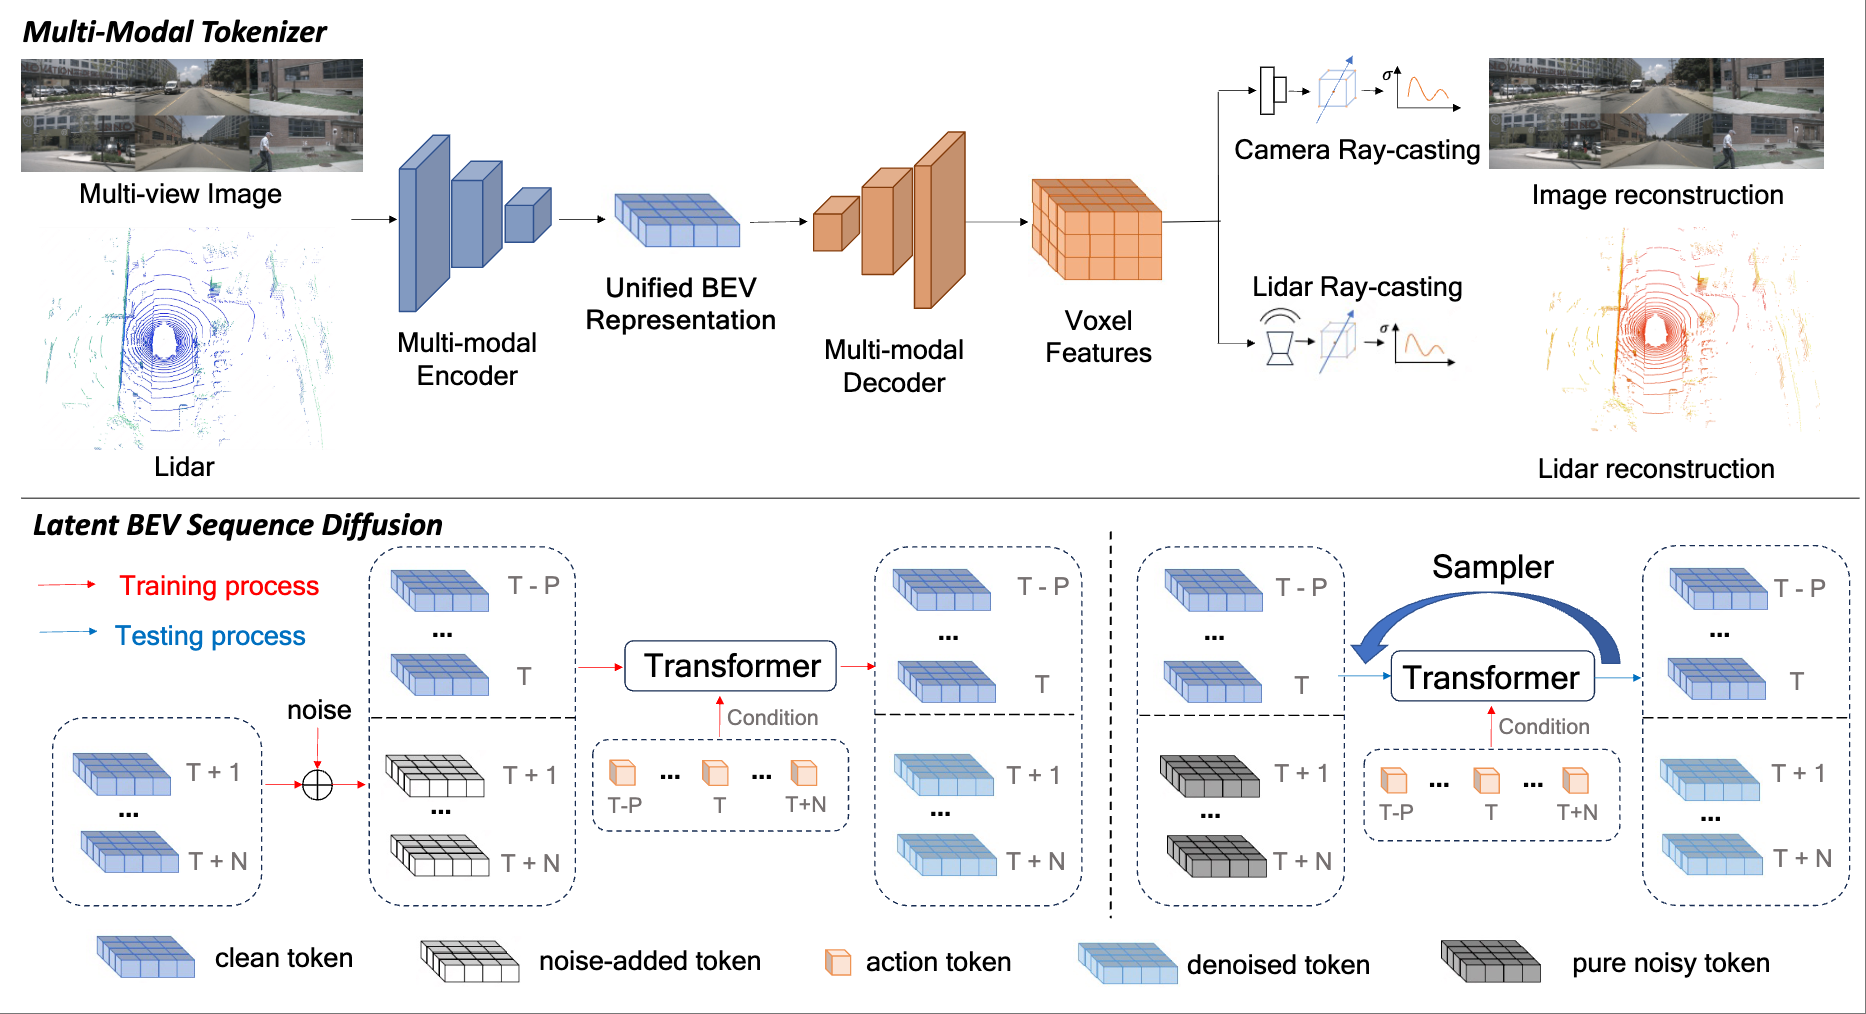 Multi-Modal Tokenizer
Multi-view Image
Lidar
Multi-modal
Encoder
Unified BEV
Representation
Multi-modal
Decoder
Voxel
Features
σ
Camera Ray-casting
Lidar Ray-casting
σ
Image reconstruction
Lidar reconstruction
Latent BEV Sequence Diffusion
Training process
Testing process
noise
T + 1
...
T + N
T - P
...
T
T + 1
...
T + N
Transformer
Condition
... ...
T-P T T+N
T - P
...
T
T + 1
...
T + N
T - P
...
T
T + 1
...
T + N
Sampler
Transformer
Condition
... ...
T-P T T+N
T - P
...
T
T + 1
...
T + N
clean token
noise-added token
action token
denoised token
pure noisy token